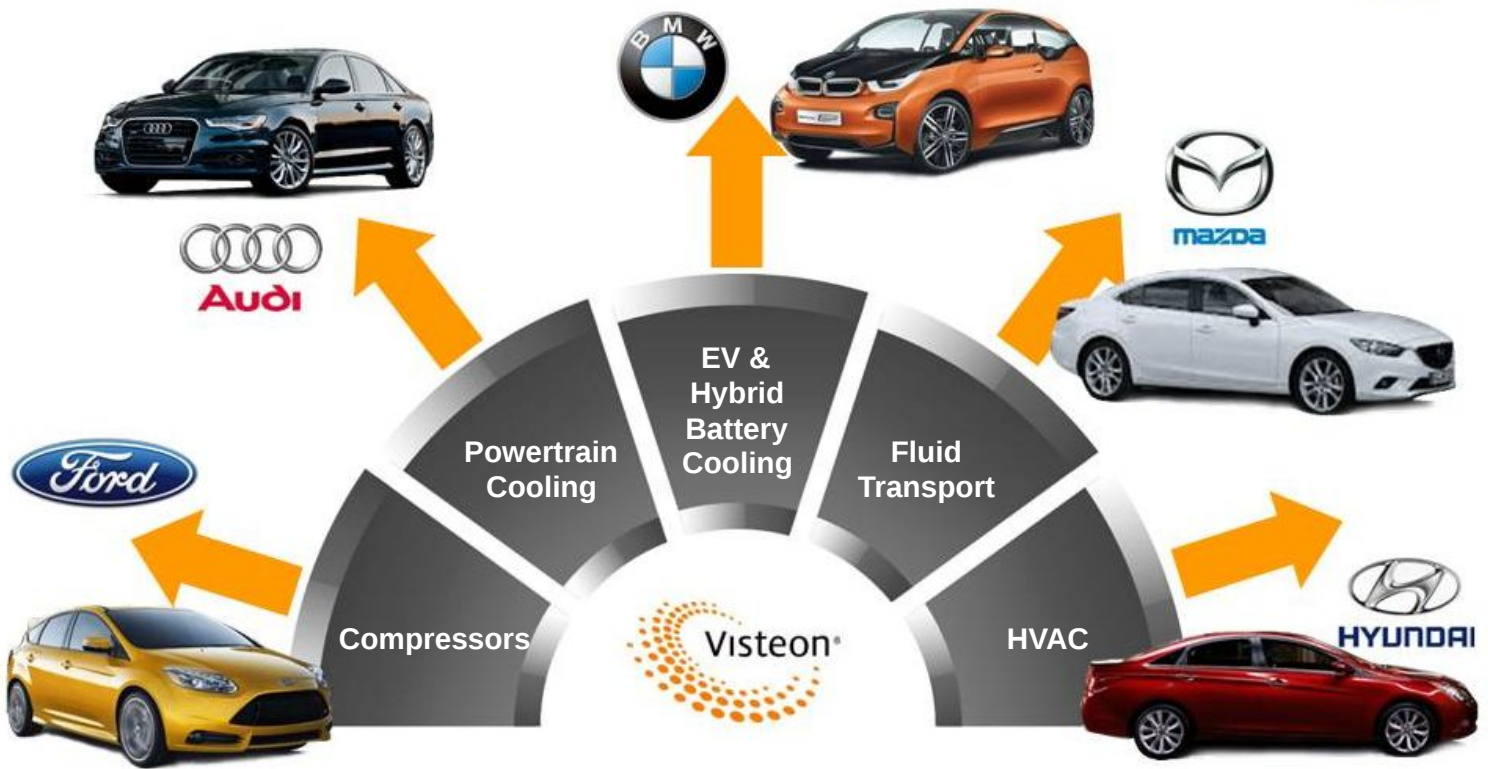 BMW
mazda
Audi
EV &
Hybrid
Battery
Cooling
Powertrain
Cooling
Fluid
Transport
Ford
Compressors
Visteon®
HVAC
HYUNDAI